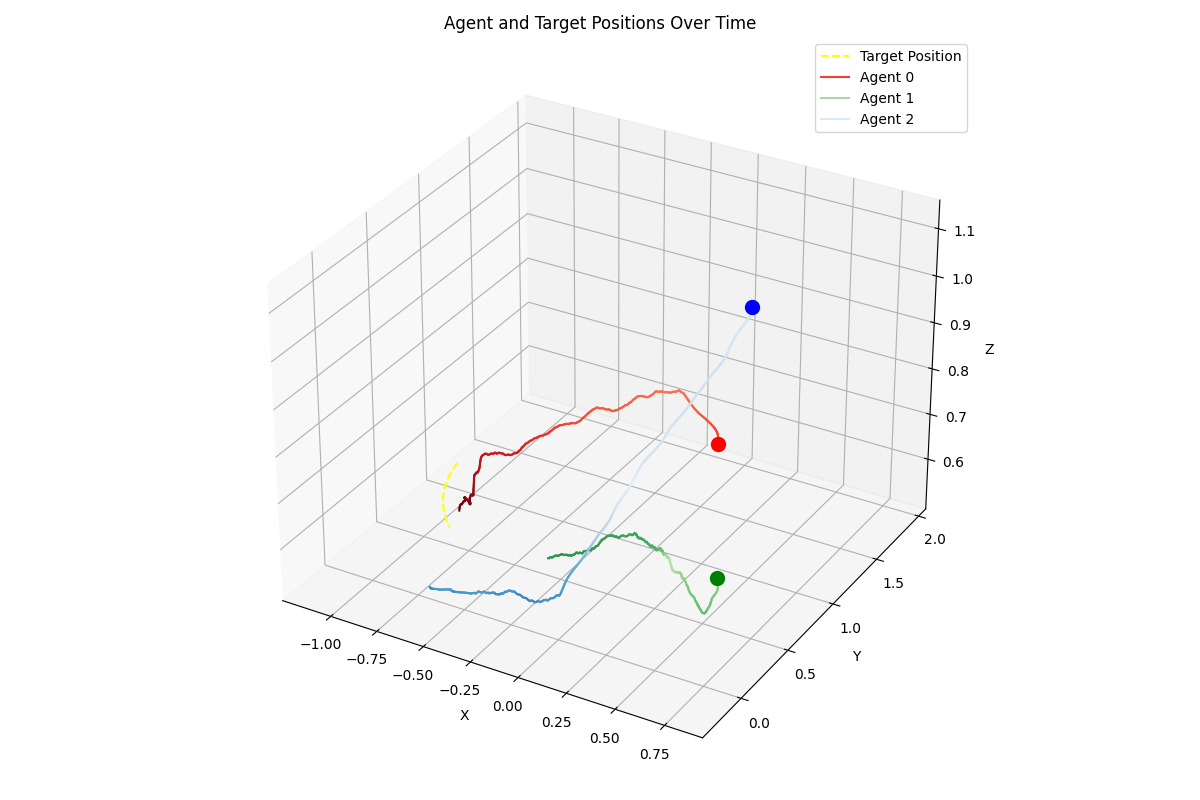 Agent and Target Positions Over Time
Target Position
Agent 0
Agent 1
Agent 2
1.1
1.0
0.9
Z
0.8
0.7
0.6
2.0
1.5
1.0
Y
0.5
0.0
−1.00
−0.75
−0.50
−0.25
0.00
X
0.25
0.50
0.75